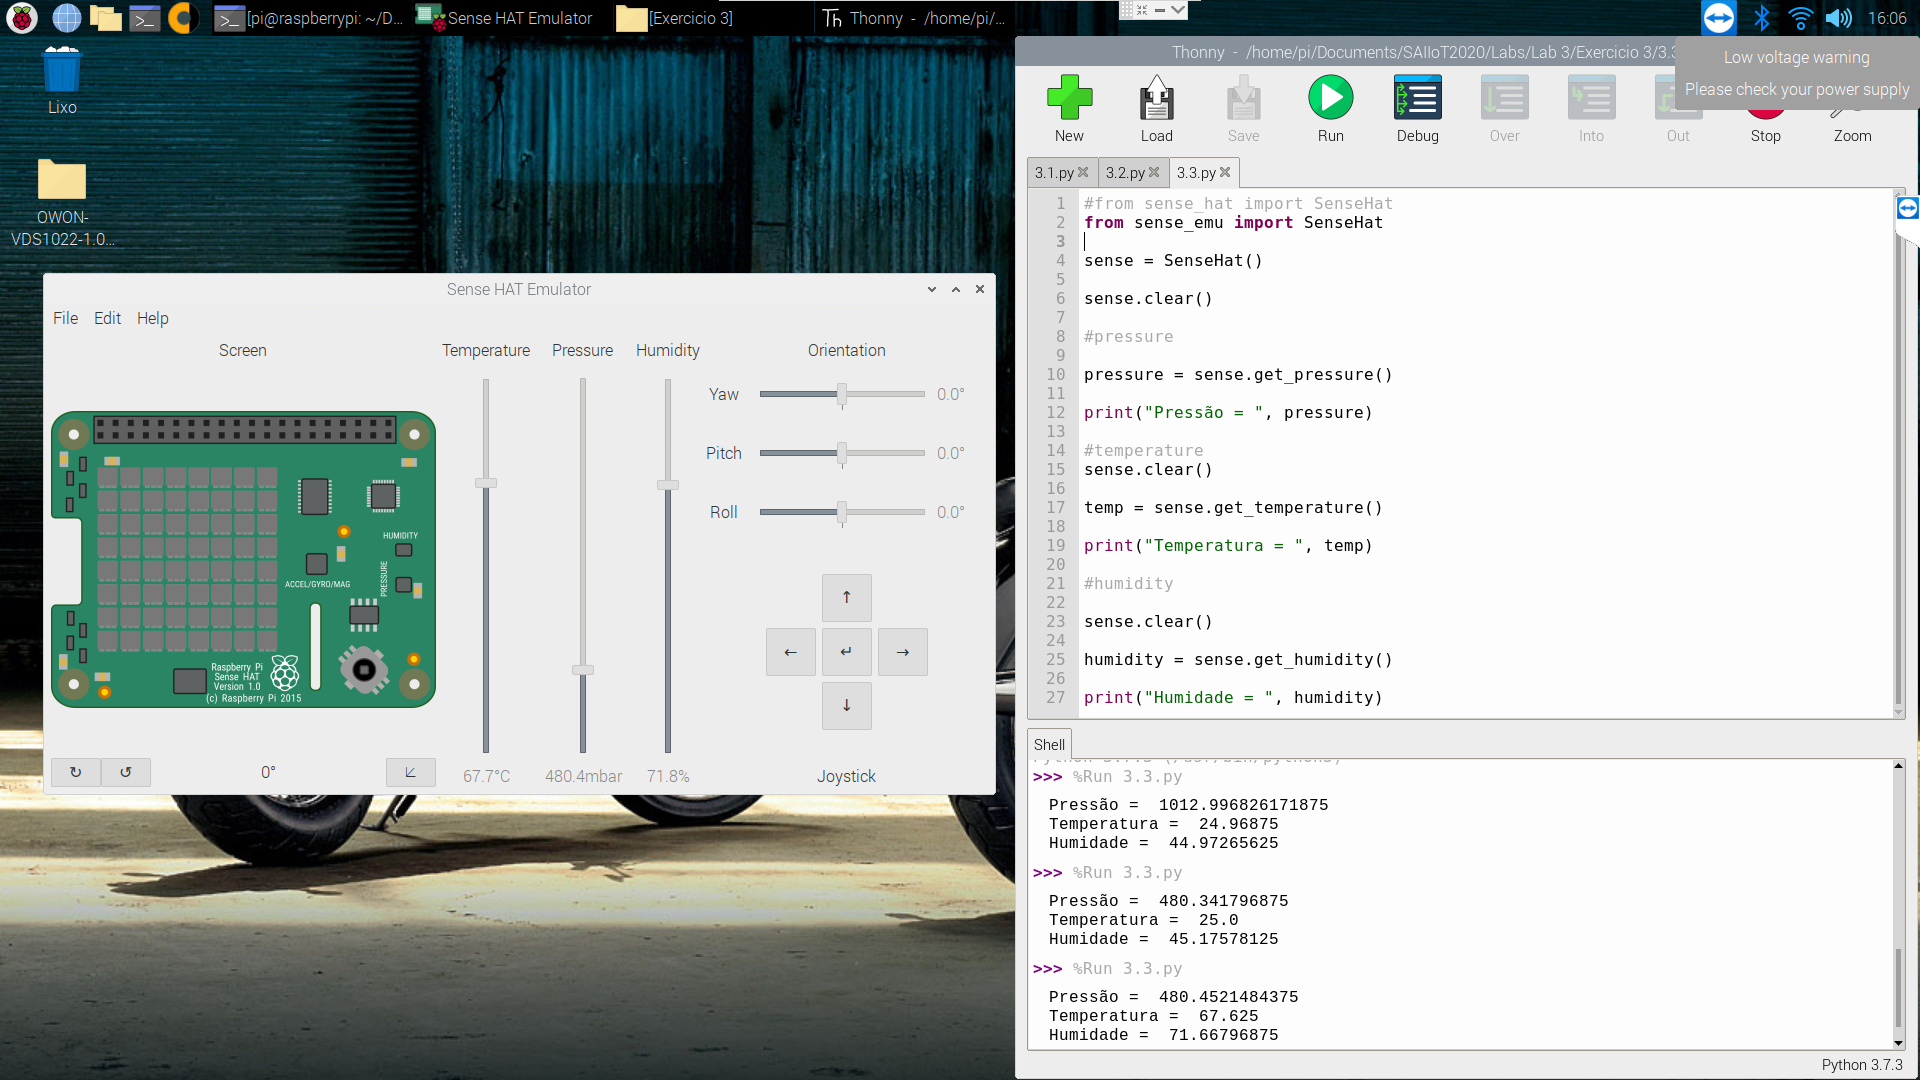 [pi@raspberrypi: ~/D...
Sense HAT Emulator
[Exercicio 3]
Thonny - /home/pi/...
16:06
Lixo
OWON-
VDS1022-1.0...
Thonny - /home/pi/Documents/SAIIoT2020/Labs/Lab 3/Exercicio 3/3.3
Low voltage warning
Please check your power supply
New
Load
Save
Run
Debug
Over
Into
Out
Stop
Zoom
3.1.py
3.2.py
3.3.py
1 #from sense_hat import SenseHat
2 from sense_emu import SenseHat
3
4 sense = SenseHat()
5
6 sense.clear()
7
8 #pressure
9
10 pressure = sense.get_pressure()
11
12 print("Pressão = ", pressure)
13
14 #temperature
15 sense.clear()
16
17 temp = sense.get_temperature()
18
19 print("Temperatura = ", temp)
20
21 #humidity
22
23 sense.clear()
24
25 humidity = sense.get_humidity()
26
27 print("Humidade = ", humidity)
Shell
Python 3.7.3 (/usr/bin/python3)
>>> %Run 3.3.py
Pressão =  1012.996826171875
Temperatura =  24.96875
Humidade =  44.97265625
>>> %Run 3.3.py
Pressão =  480.341796875
Temperatura =  25.0
Humidade =  45.17578125
>>> %Run 3.3.py
Pressão =  480.4521484375
Temperatura =  67.625
Humidade =  71.66796875
Python 3.7.3
Sense HAT Emulator
File Edit Help
Screen
Temperature
Pressure
Humidity
Orientation
Yaw 0.0°
Pitch 0.0°
Roll 0.0°
HUMIDITY
ACCEL/GYRO/MAG
PRESSURE
Raspberry Pi
Sense HAT
Version 1.0
(c) Raspberry Pi 2015
↑
← ↵ →
↓
↻ ↺
0°
67.7°C
480.4mbar
71.8%
Joystick